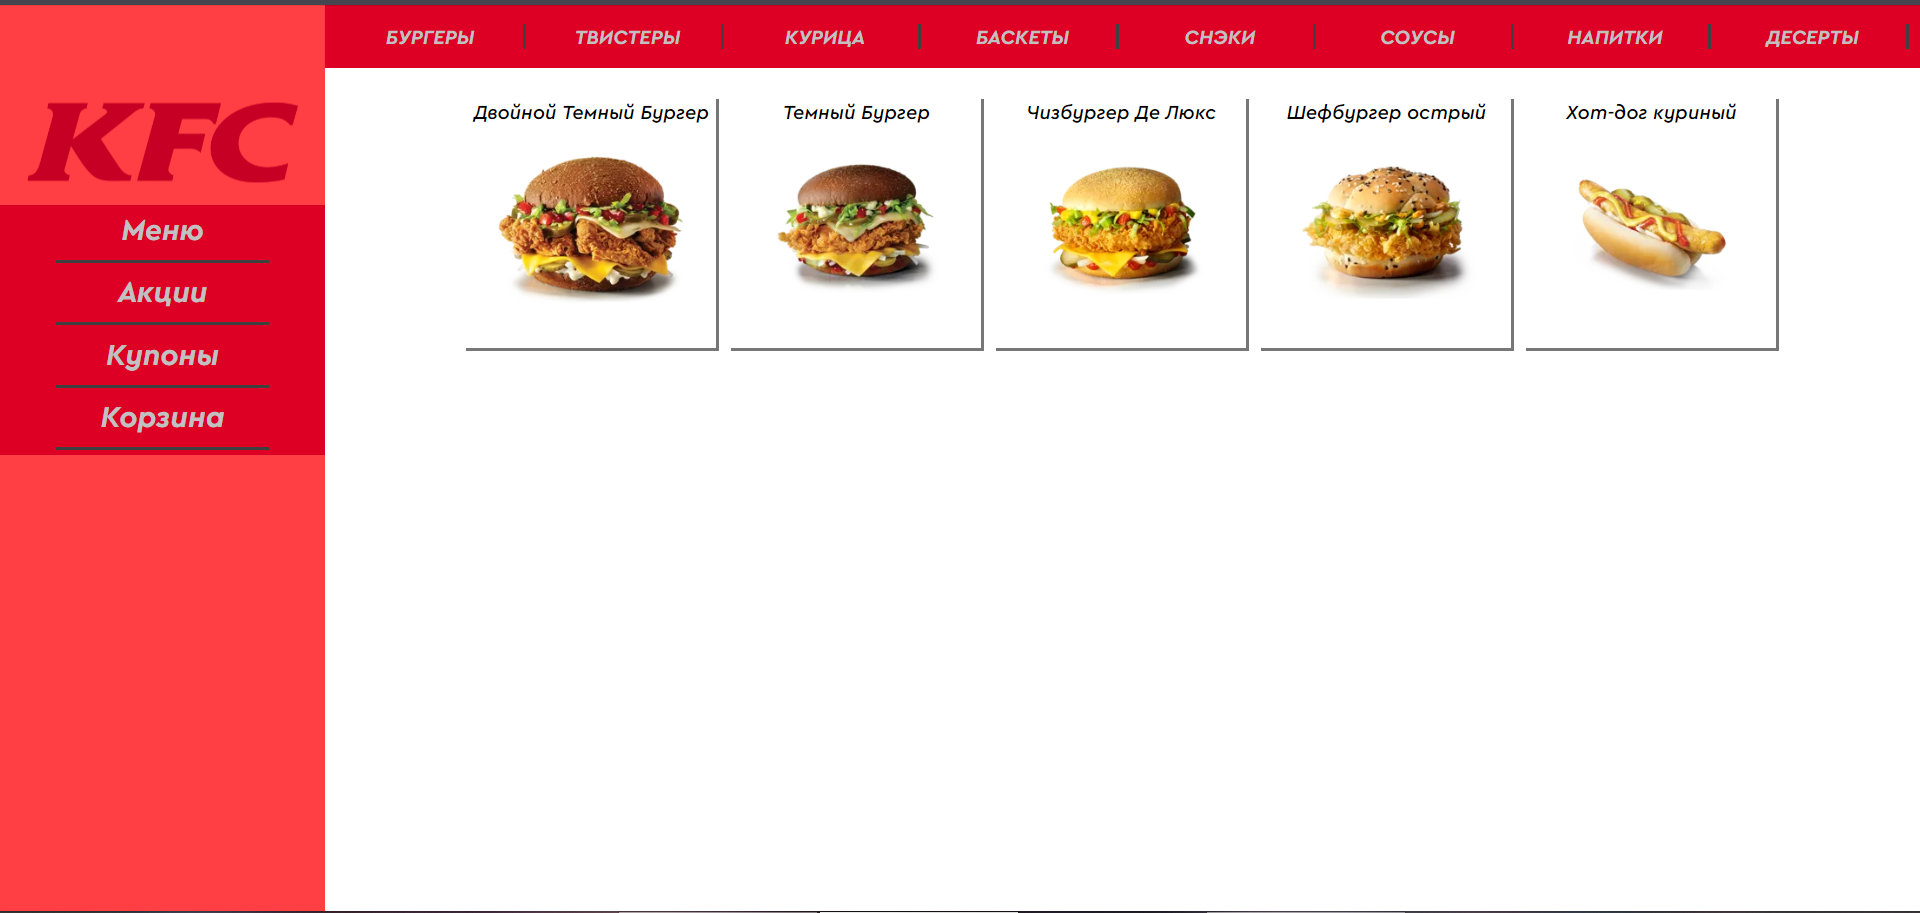 БУРГЕРЫ ТВИСТЕРЫ КУРИЦА БАСКЕТЫ СНЭКИ СОУСЫ НАПИТКИ ДЕСЕРТЫ
KFC
Меню
Акции
Купоны
Корзина
Двойной Темный Бургер
Темный Бургер
Чизбургер Де Люкс
Шефбургер острый
Хот-дог куриный